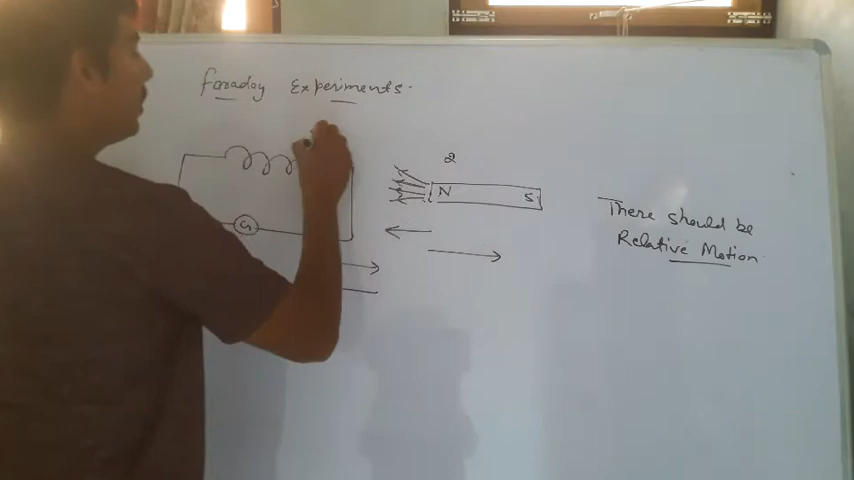 Faraday Experiments.
2
N S
G
There should be
Relative Motion.